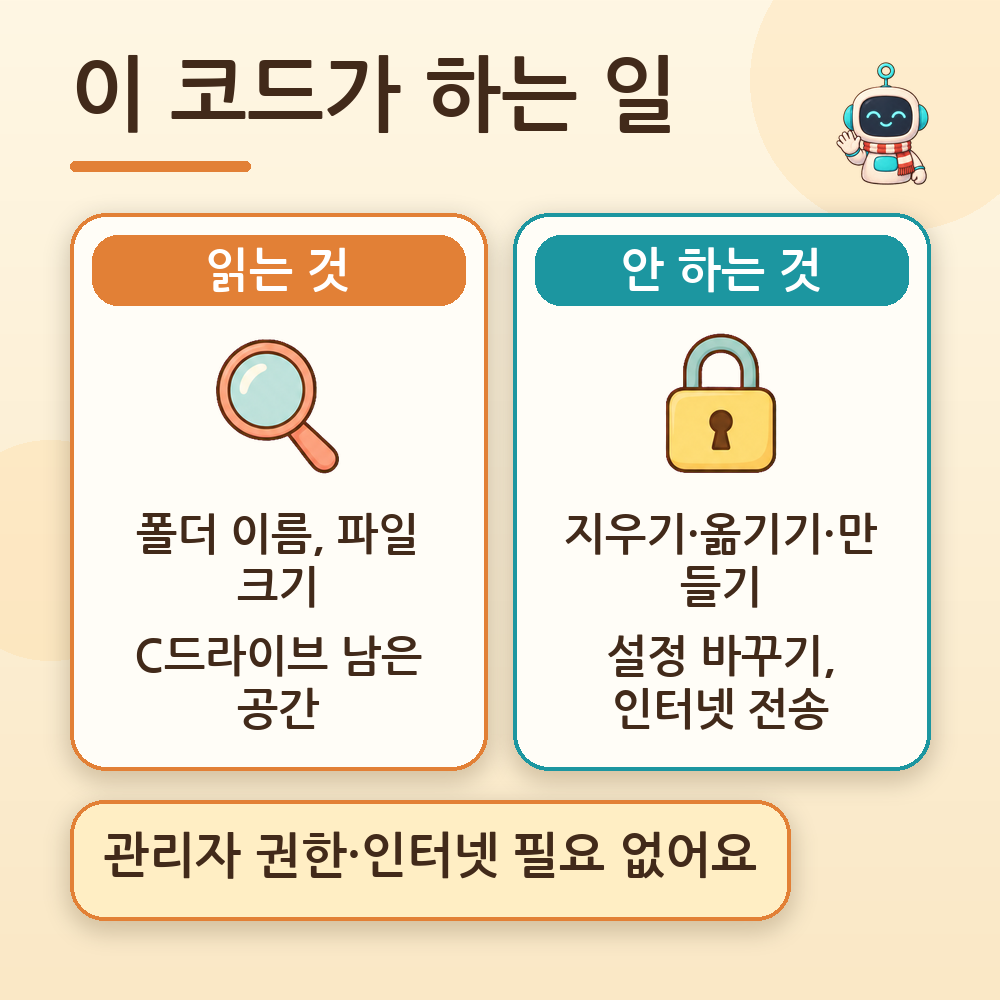 이 코드가 하는 일
읽는 것
폴더 이름, 파일
크기
C드라이브 남은
공간
안 하는 것
지우기·옮기기·만
들기
설정 바꾸기,
인터넷 전송
관리자 권한·인터넷 필요 없어요